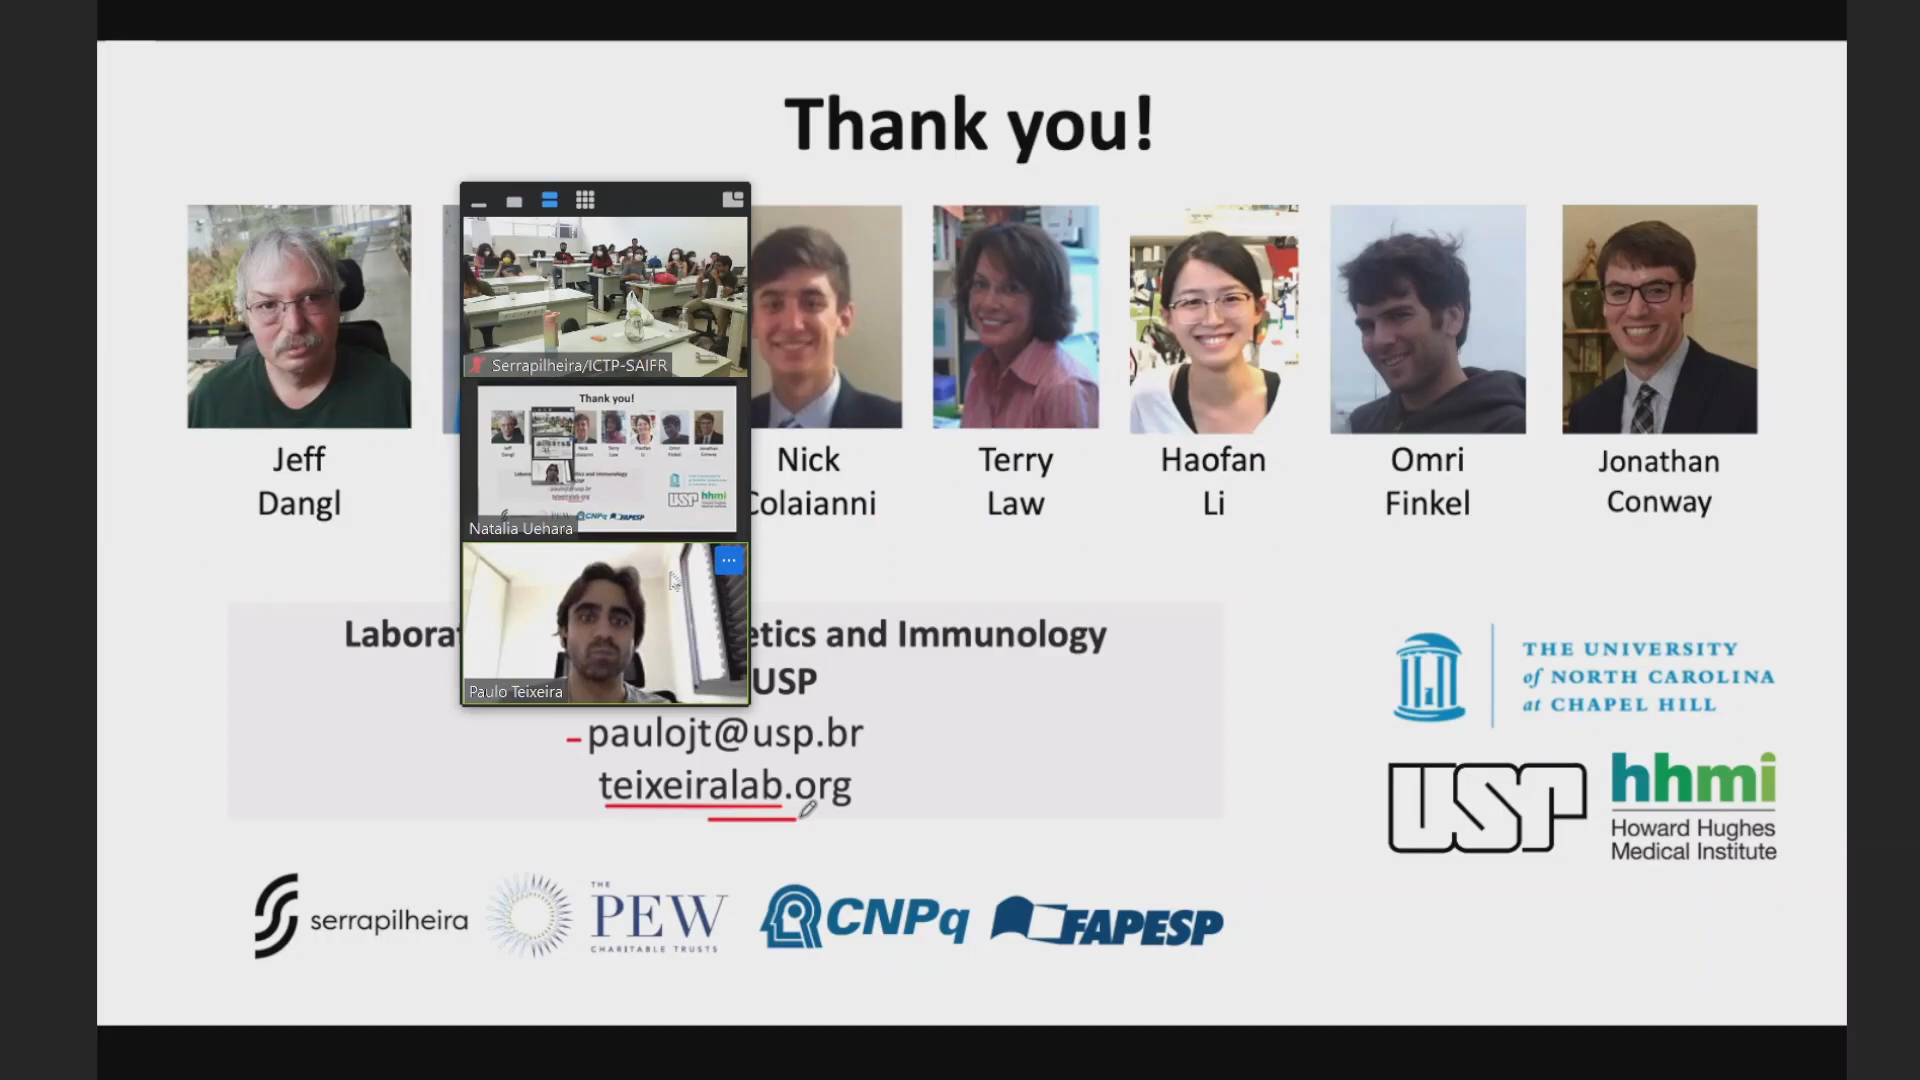 Thank you!
Serrapilheira/ICTP-SAIFR
Thank you!
Natalia Uehara
Paulo Teixeira
Jeff
Dangl
Nick
Colaianni
Terry
Law
Haofan
Li
Omri
Finkel
Jonathan
Conway
and Immunology
USP
paulojt@usp.br
teixeiralab.org
THE UNIVERSITY
of NORTH CAROLINA
at CHAPEL HILL
USP
hhmi
Howard Hughes
Medical Institute
serrapilheira
THE
PEW
CHARITABLE TRUSTS
CNPq
FAPESP